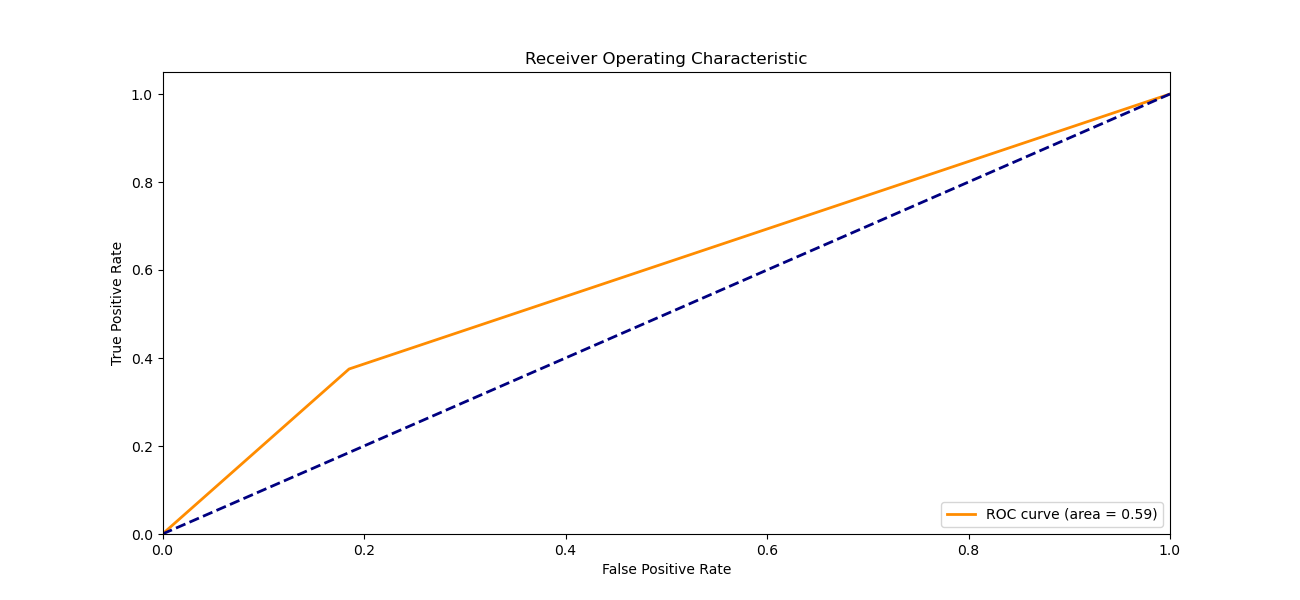 Receiver Operating Characteristic
1.0
0.8
0.6
0.4
0.2
0.0
True Positive Rate
ROC curve (area = 0.59)
0.0 0.2 0.4 0.6 0.8 1.0
False Positive Rate